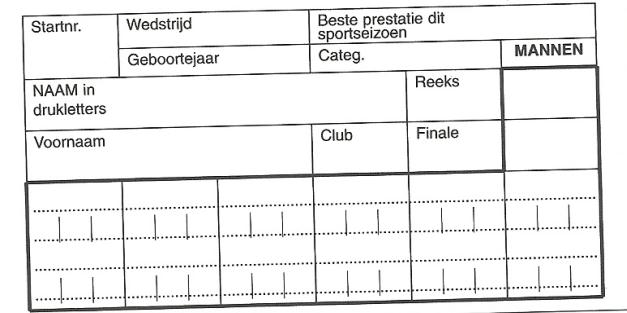 Startnr.
Wedstrijd
Beste prestatie dit
sportseizoen
Geboortejaar
Categ.
MANNEN
NAAM in
drukletters
Reeks
Voornaam
Club
Finale